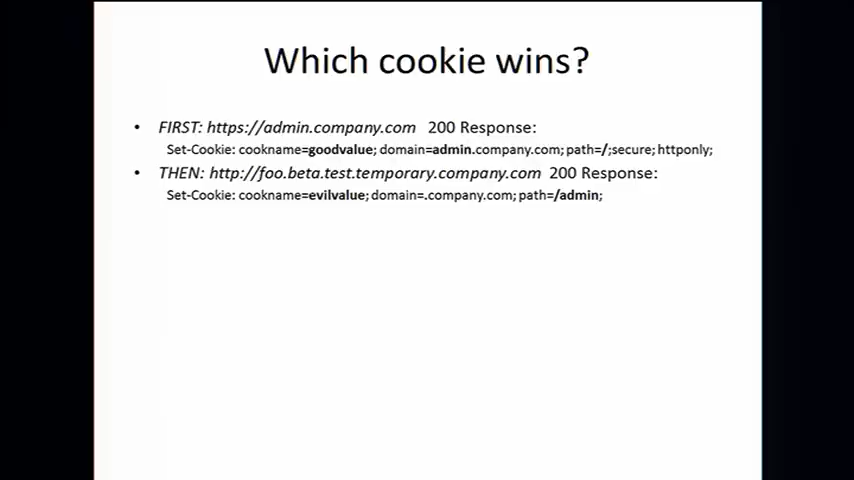 Which cookie wins?
• FIRST: https://admin.company.com 200 Response:
Set-Cookie: cookname=goodvalue; domain=admin.company.com; path=/;secure; httponly;
• THEN: http://foo.beta.test.temporary.company.com 200 Response:
Set-Cookie: cookname=evilvalue; domain=.company.com; path=/admin;